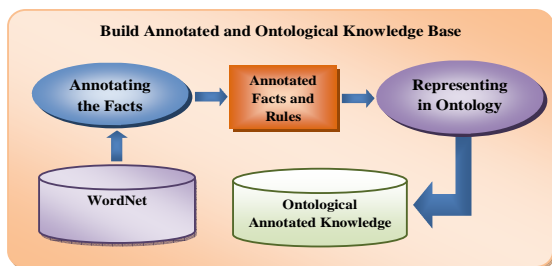 Build Annotated and Ontological Knowledge Base
Annotating
the Facts
Annotated
Facts and
Rules
Representing
in Ontology
WordNet
Ontological
Annotated Knowledge